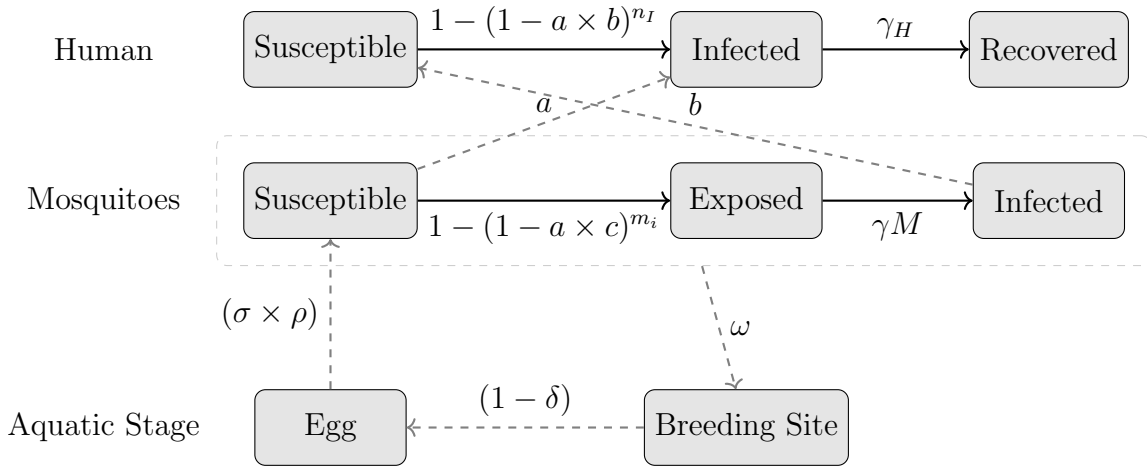 Human
Susceptible
1 − (1 − a × b)^{n_I}
Infected
γ_H
Recovered
a
b
Mosquitoes
Susceptible
1 − (1 − a × c)^{m_i}
Exposed
γM
Infected
(σ × ρ)
ω
Aquatic Stage
Egg
(1 − δ)
Breeding Site